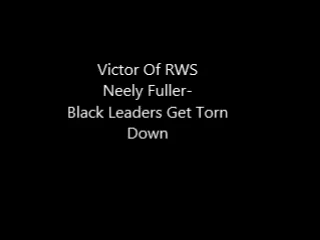 Victor Of RWS
Neely Fuller-
Black Leaders Get Torn
Down